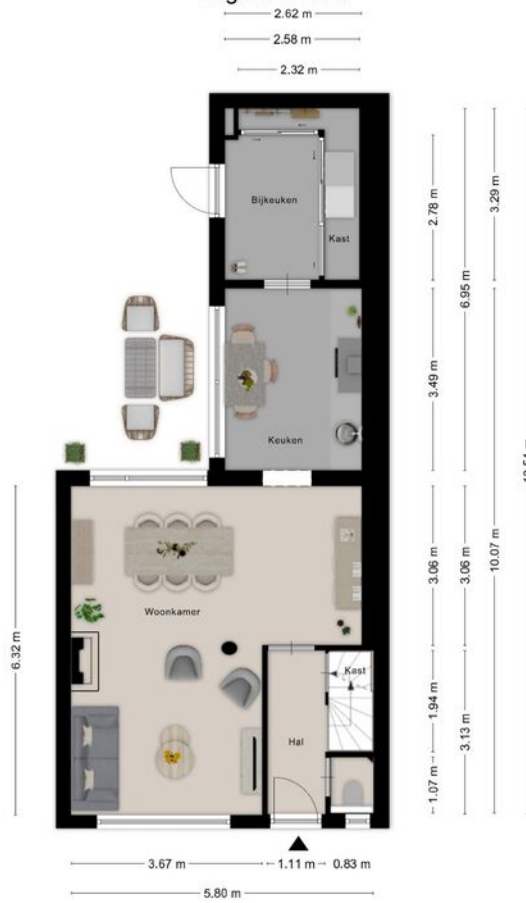 2.62 m
2.58 m
2.32 m
Bijkeuken
Kast
2.78 m
3.29 m
6.95 m
3.49 m
Keuken
3.06 m
3.06 m
10.07 m
6.32 m
Woonkamer
Kast
1.94 m
3.13 m
Hal
1.07 m
3.67 m
1.11 m
0.83 m
5.80 m